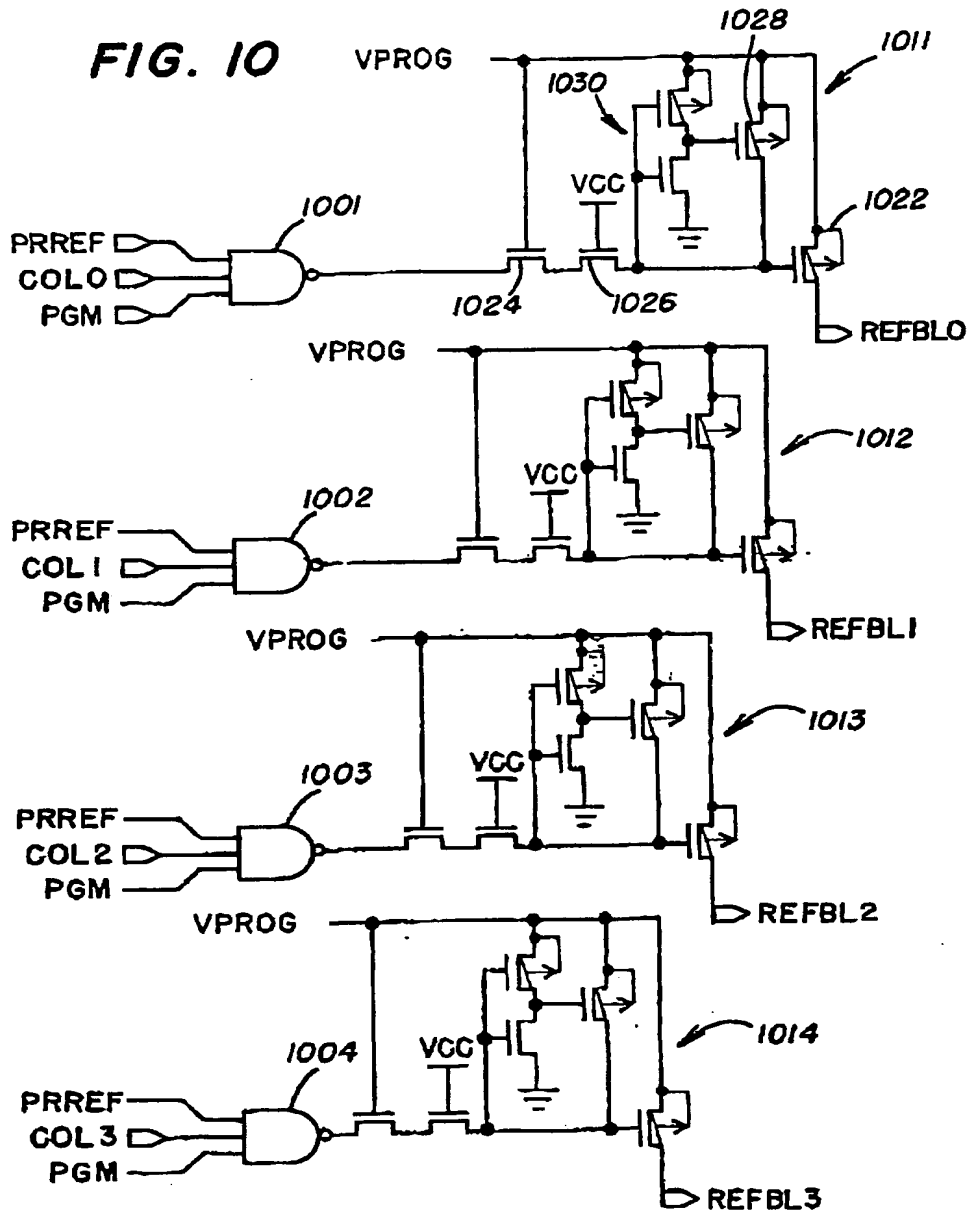 FIG. 10
VPROG
1028
1011
1030
VCC
1022
1001
PRREF
COL0
PGM
1024
1026
REFBL0
VPROG
1012
VCC
1002
PRREF
COL1
PGM
REFBL1
VPROG
1013
VCC
1003
PRREF
COL2
PGM
REFBL2
VPROG
1014
VCC
1004
PRREF
COL3
PGM
REFBL3